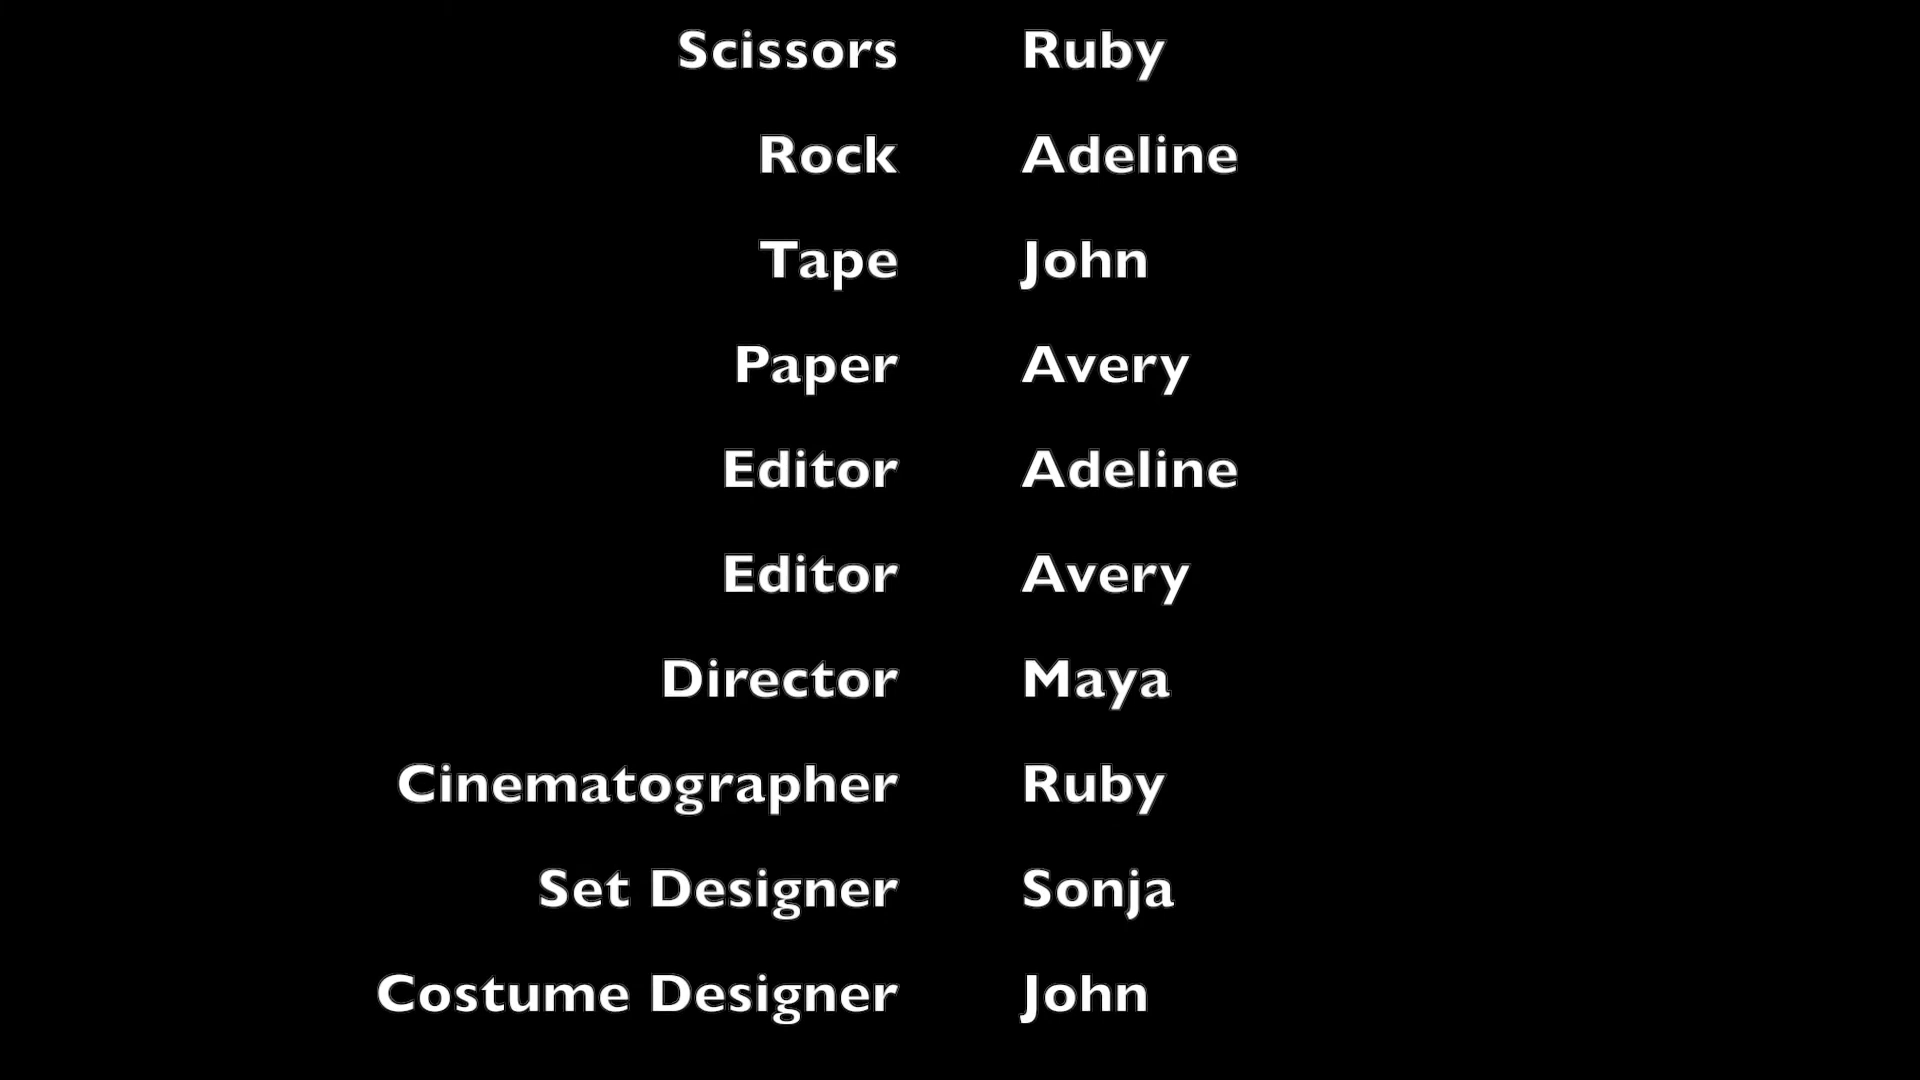 Scissors Ruby
Rock Adeline
Tape John
Paper Avery
Editor Adeline
Editor Avery
Director Maya
Cinematographer Ruby
Set Designer Sonja
Costume Designer John